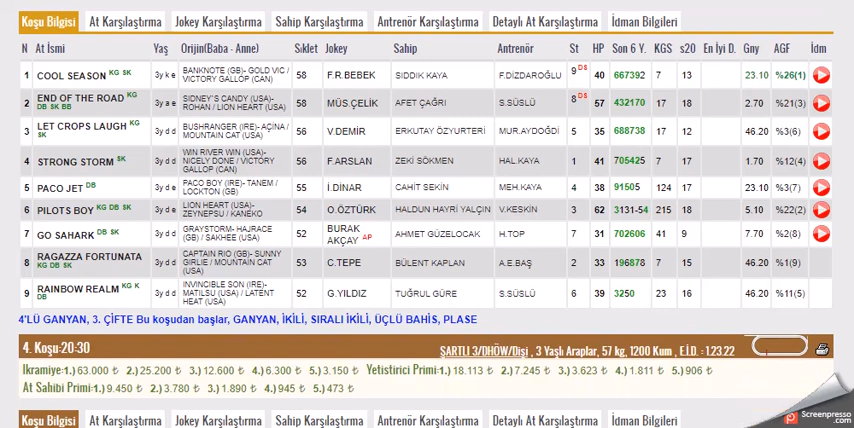 Koşu Bilgisi At Karşılaştırma Jokey Karşılaştırma Sahip Karşılaştırma Antrenör Karşılaştırma Detaylı At Karşılaştırma İdman Bilgileri
N At İsmi Yaş Orijin(Baba - Anne) Sıklet Jokey Sahip Antrenör St HP Son 6 Y. KGS s20 En İyi D. Gny AGF İdm
1 COOL SEASON KG SK 3y k e BANKNOTE (GB)- GOLD VIC / VICTORY GALLOP (CAN) 58 F.R.BEBEK SIDDIK KAYA F.DİZDAROĞLU 9 DS 40 667392 7 13 23.10 %26(1)
2 END OF THE ROAD KG DB SK BB 3y a e SIDNEY'S CANDY (USA)- ROHAN / LION HEART (USA) 58 MÜS.ÇELİK AFET ÇAĞRI S.SÜSLÜ 8 DS 57 432170 17 18 2.70 %21(3)
3 LET CROPS LAUGH KG SK 3y d d BUSHRANGER (IRE)- AÇINA / MOUNTAIN CAT (USA) 56 V.DEMİR ERKUTAY ÖZYURTERİ MUR.AYDOĞDİ 5 35 688738 17 12 46.20 %3(6)
4 STRONG STORM SK 3y d d WIN RIVER WIN (USA)- NICELY DONE / VICTORY GALLOP (CAN) 56 F.ARSLAN ZEKİ SÖKMEN HAL.KAYA 1 41 705425 7 17 1.70 %12(4)
5 PACO JET DB 3y d e PACO BOY (IRE)- TANEM / LOCKTON (GB) 55 İ.DİNAR CAHİT SEKİN MEH.KAYA 4 38 91505 124 17 23.10 %3(7)
6 PILOTS BOY KG DB SK 3y d e LION HEART (USA)- ZEYNEPSU / KANEKO 54 O.ÖZTÜRK HALDUN HAYRİ YALÇIN V.KESKİN 3 62 3131-54 215 18 5.10 %22(2)
7 GO SAHARK DB SK 3y d d GRAYSTORM- HAJRACE (GB) / SAKHEE (USA) 52 BURAK AKÇAY AP AHMET GÜZELOCAK H.TOP 7 31 702606 41 9 7.70 %2(8)
8 RAGAZZA FORTUNATA KG DB SK 3y d d CAPTAIN RIO (GB)- SUNNY GIRLIE / MOUNTAIN CAT (USA) 53 C.TEPE BÜLENT KAPLAN A.E.BAŞ 2 33 196878 7 15 46.20 %1(9)
9 RAINBOW REALM KG K DB 3y d d INVINCIBLE SON (IRE)- MATILSU / LATENT HEAT (USA) 52 G.YILDIZ TUĞRUL GÜRE S.SÜSLÜ 6 39 3250 23 16 46.20 %11(5)
4'LÜ GANYAN, 3. ÇİFTE Bu koşudan başlar, GANYAN, İKİLİ, SIRALI İKİLİ, ÜÇLÜ BAHİS, PLASE
4. Koşu:20:30 ŞARTLI 3/DHÖW/Dişi , 3 Yaşlı Araplar, 57 kg, 1200 Kum , E.İ.D. : 1.23.22
İkramiye:1.) 63.000 ₺ 2.) 25.200 ₺ 3.) 12.600 ₺ 4.) 6.300 ₺ 5.) 3.150 ₺ Yetistirici Primi:1.) 18.113 ₺ 2.) 7.245 ₺ 3.) 3.623 ₺ 4.) 1.811 ₺ 5.) 906 ₺
At Sahibi Primi:1.) 9.450 ₺ 2.) 3.780 ₺ 3.) 1.890 ₺ 4.) 945 ₺ 5.) 473 ₺
Koşu Bilgisi At Karşılaştırma Jokey Karşılaştırma Sahip Karşılaştırma Antrenör Karşılaştırma Detaylı At Karşılaştırma İdman Bilgileri
Screenpresso.com